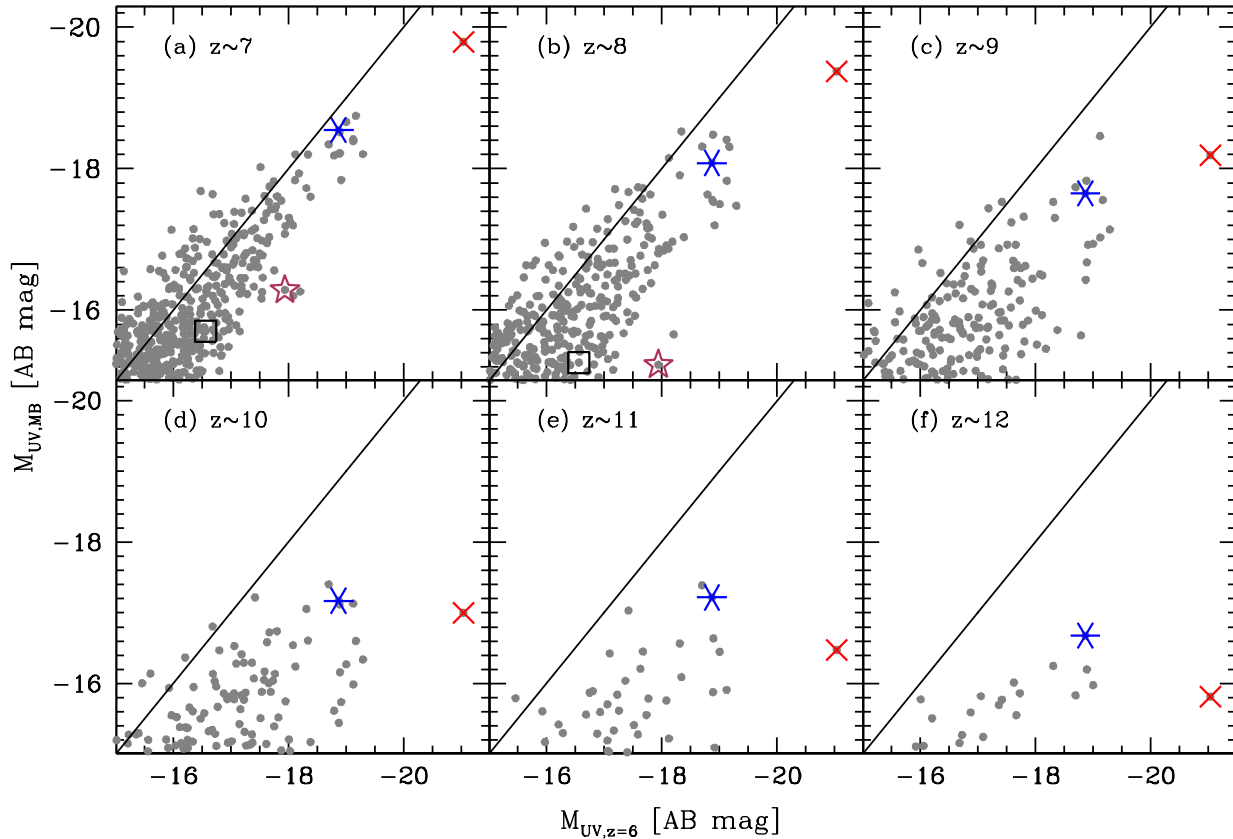 -20
(a) z~7
(b) z~8
(c) z~9
-18
-16
-20
(d) z~10
(e) z~11
(f) z~12
-18
-16
M_UV,MB [AB mag]
-16 -18 -20 -16 -18 -20 -16 -18 -20
M_UV,z=6 [AB mag]